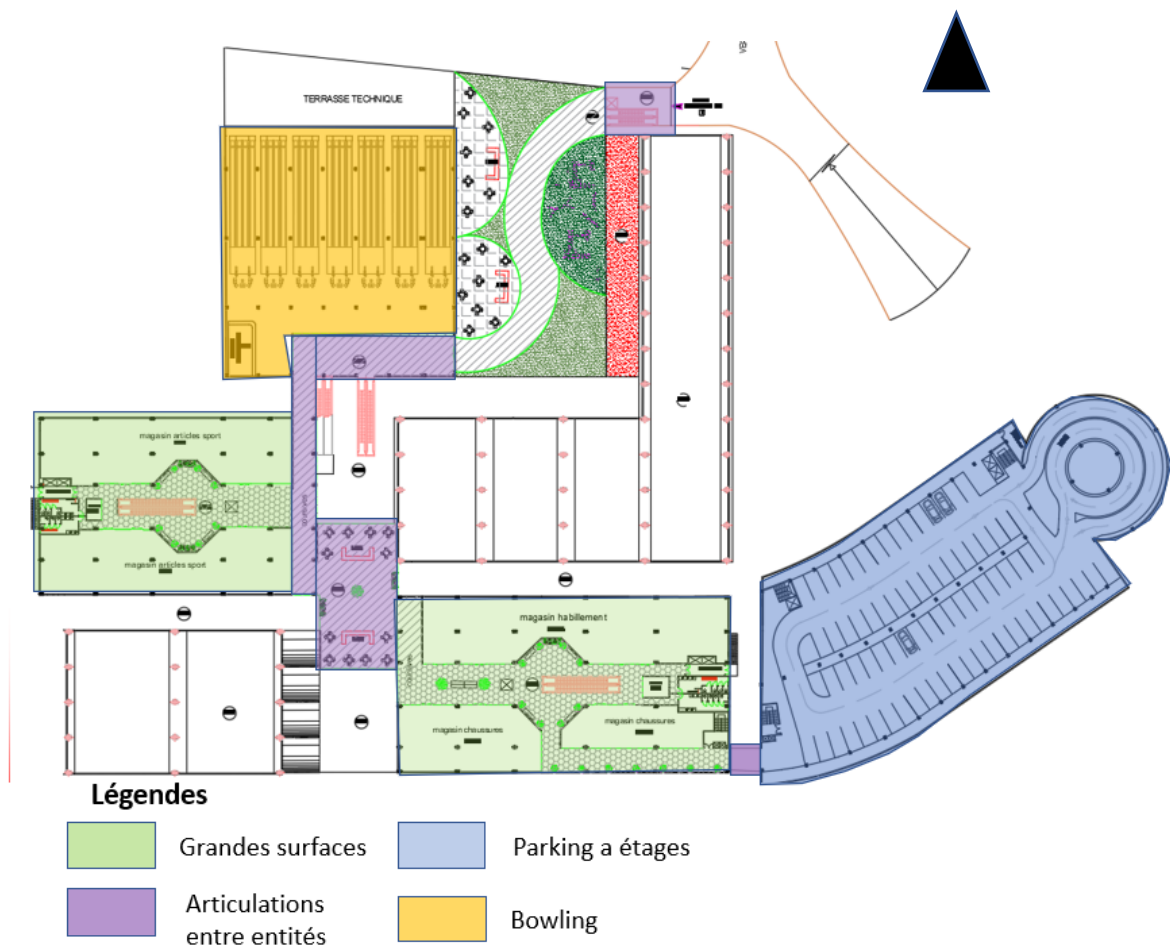 TERRASSE TECHNIQUE
magasin articles sport
magasin articles sport
magasin habillement
magasin chaussures
magasin chaussures
Légendes
Grandes surfaces
Parking a étages
Articulations
entre entités
Bowling